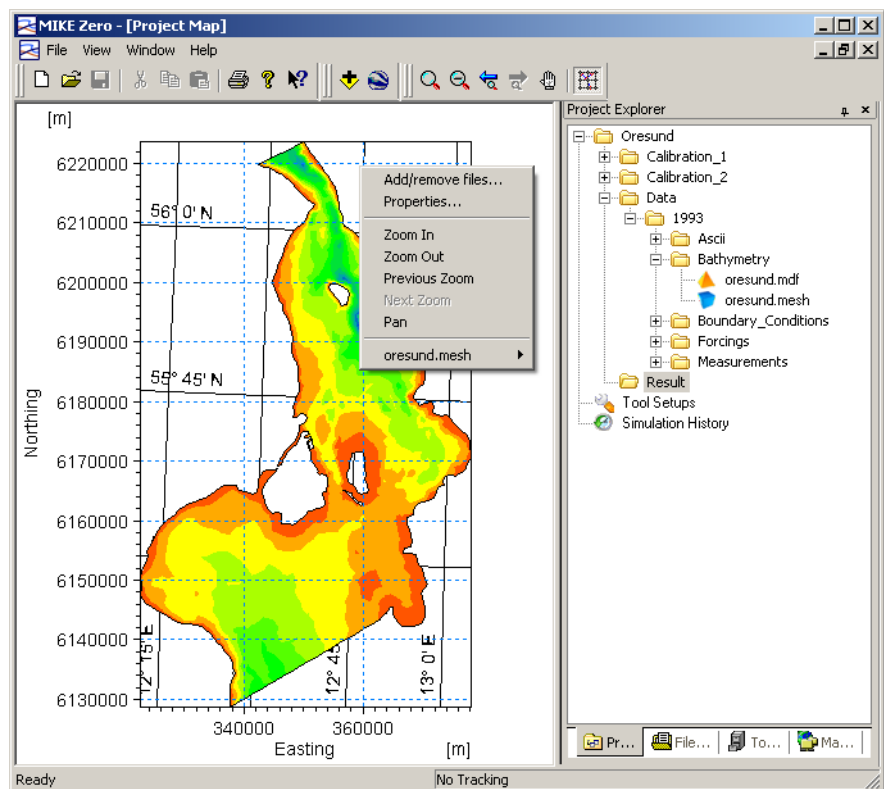 MIKE Zero - [Project Map]
File View Window Help
[m]
6220000
6210000
6200000
6190000
6180000
6170000
6160000
6150000
6140000
6130000
Northing
56° 0' N
55° 45' N
12° 15' E
12° 45'
13° 0' E
340000
360000
Easting
[m]
Add/remove files...
Properties...
Zoom In
Zoom Out
Previous Zoom
Next Zoom
Pan
oresund.mesh
Project Explorer
Oresund
Calibration_1
Calibration_2
Data
1993
Ascii
Bathymetry
oresund.mdf
oresund.mesh
Boundary_Conditions
Forcings
Measurements
Result
Tool Setups
Simulation History
Pr...
File...
To...
Ma...
Ready
No Tracking